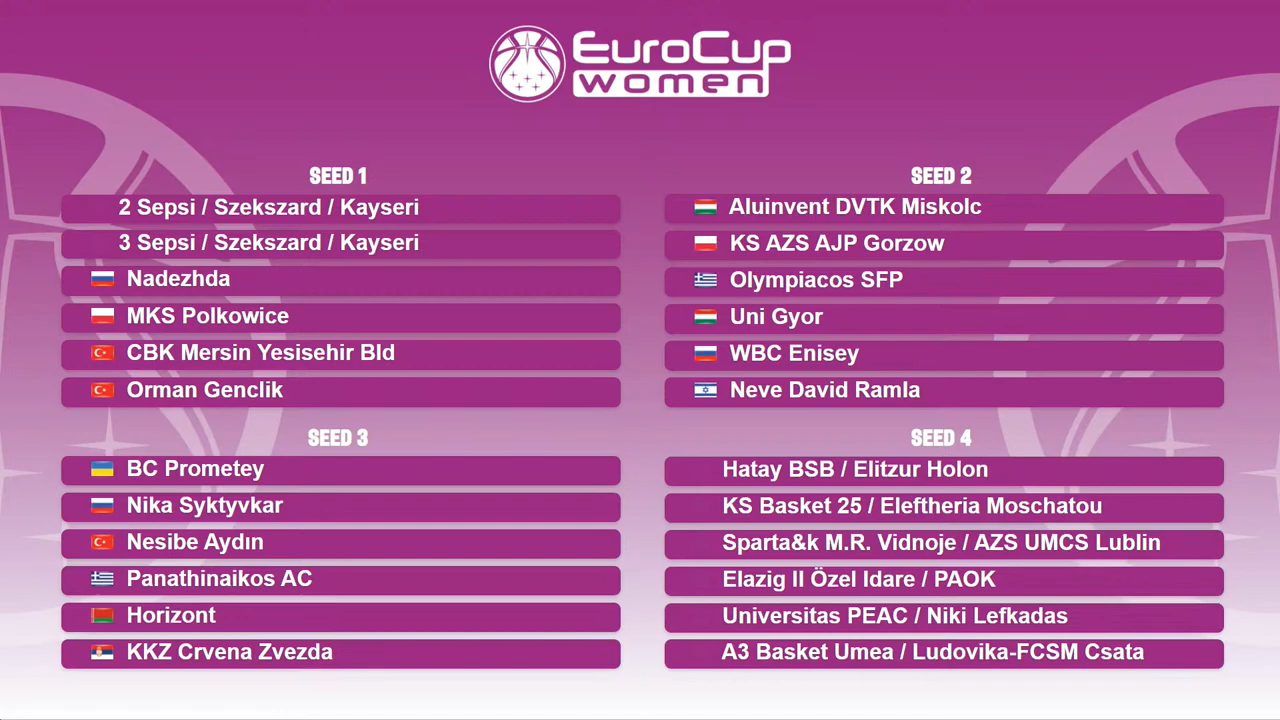 EuroCup
women
SEED 1
2 Sepsi / Szekszard / Kayseri
3 Sepsi / Szekszard / Kayseri
Nadezhda
MKS Polkowice
CBK Mersin Yesisehir Bld
Orman Genclik
SEED 2
Aluinvent DVTK Miskolc
KS AZS AJP Gorzow
Olympiacos SFP
Uni Gyor
WBC Enisey
Neve David Ramla
SEED 3
BC Prometey
Nika Syktyvkar
Nesibe Aydın
Panathinaikos AC
Horizont
KKZ Crvena Zvezda
SEED 4
Hatay BSB / Elitzur Holon
KS Basket 25 / Eleftheria Moschatou
Sparta&k M.R. Vidnoje / AZS UMCS Lublin
Elazig II Özel Idare / PAOK
Universitas PEAC / Niki Lefkadas
A3 Basket Umea / Ludovika-FCSM Csata